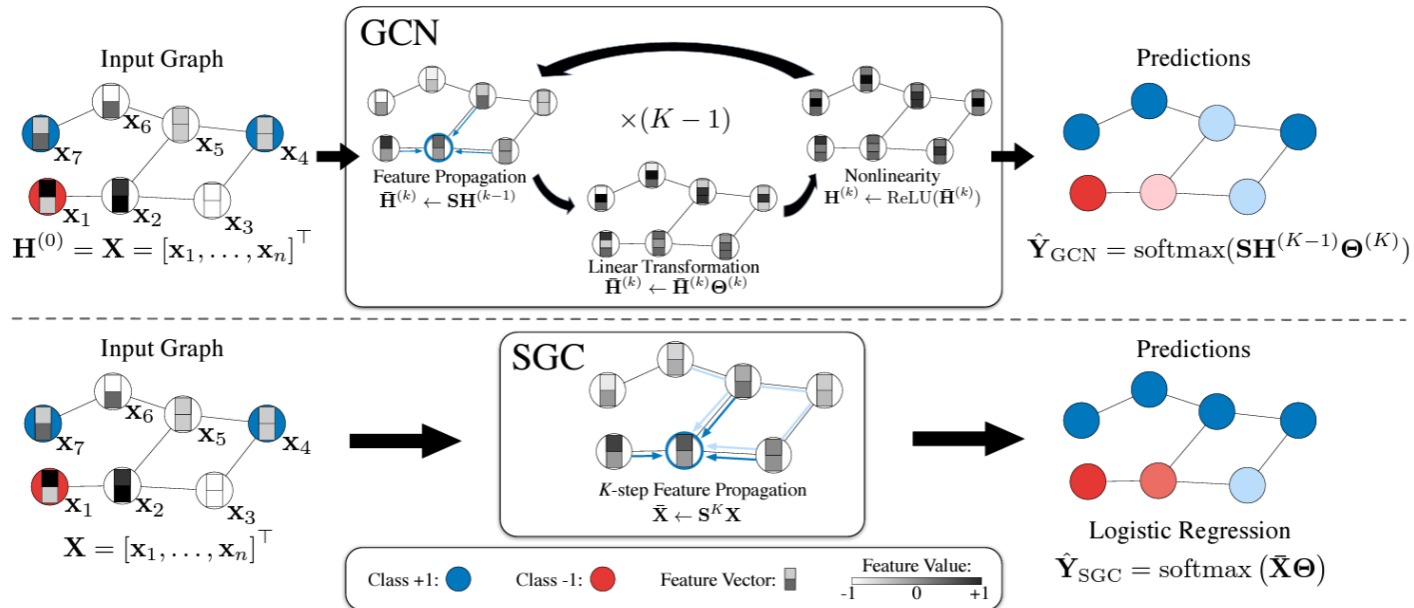 GCN
Input Graph
Predictions
x₆
x₅
x₇
x₄
x₁
x₂
x₃
×(K − 1)
Feature Propagation
H̄⁽ᵏ⁾ ← SH⁽ᵏ⁻¹⁾
Nonlinearity
H⁽ᵏ⁾ ← ReLU(H̄⁽ᵏ⁾)
Linear Transformation
H̄⁽ᵏ⁾ ← H̄⁽ᵏ⁾Θ⁽ᵏ⁾
H⁽⁰⁾ = X = [x₁, . . . , xₙ]^⊤
Ŷ_GCN = softmax(SH^(K−1)Θ^(K))
Input Graph
SGC
Predictions
x₆
x₅
x₇
x₄
x₁
x₂
x₃
K-step Feature Propagation
X̄ ← S^K X
X = [x₁, . . . , xₙ]^⊤
Logistic Regression
Ŷ_SGC = softmax (X̄Θ)
Class +1:
Class -1:
Feature Vector:
Feature Value:
-1 0 +1